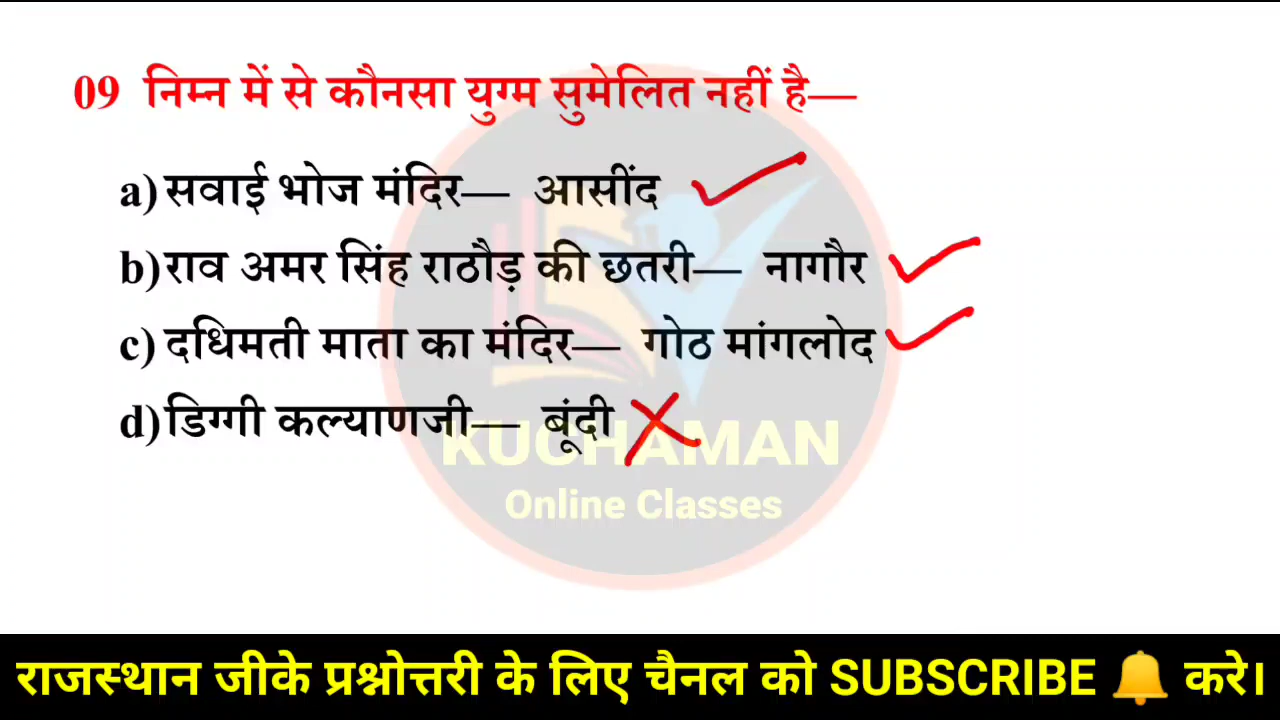 09 निम्न में से कौनसा युग्म सुमेलित नहीं है—
a) सवाई भोज मंदिर— आसींद
b) राव अमर सिंह राठौड़ की छतरी— नागौर
c) दधिमती माता का मंदिर— गोठ मांगलोद
d) डिग्गी कल्याणजी— बूंदी
KUCHAMAN
Online Classes
राजस्थान जीके प्रश्नोत्तरी के लिए चैनल को SUBSCRIBE 🔔 करे।